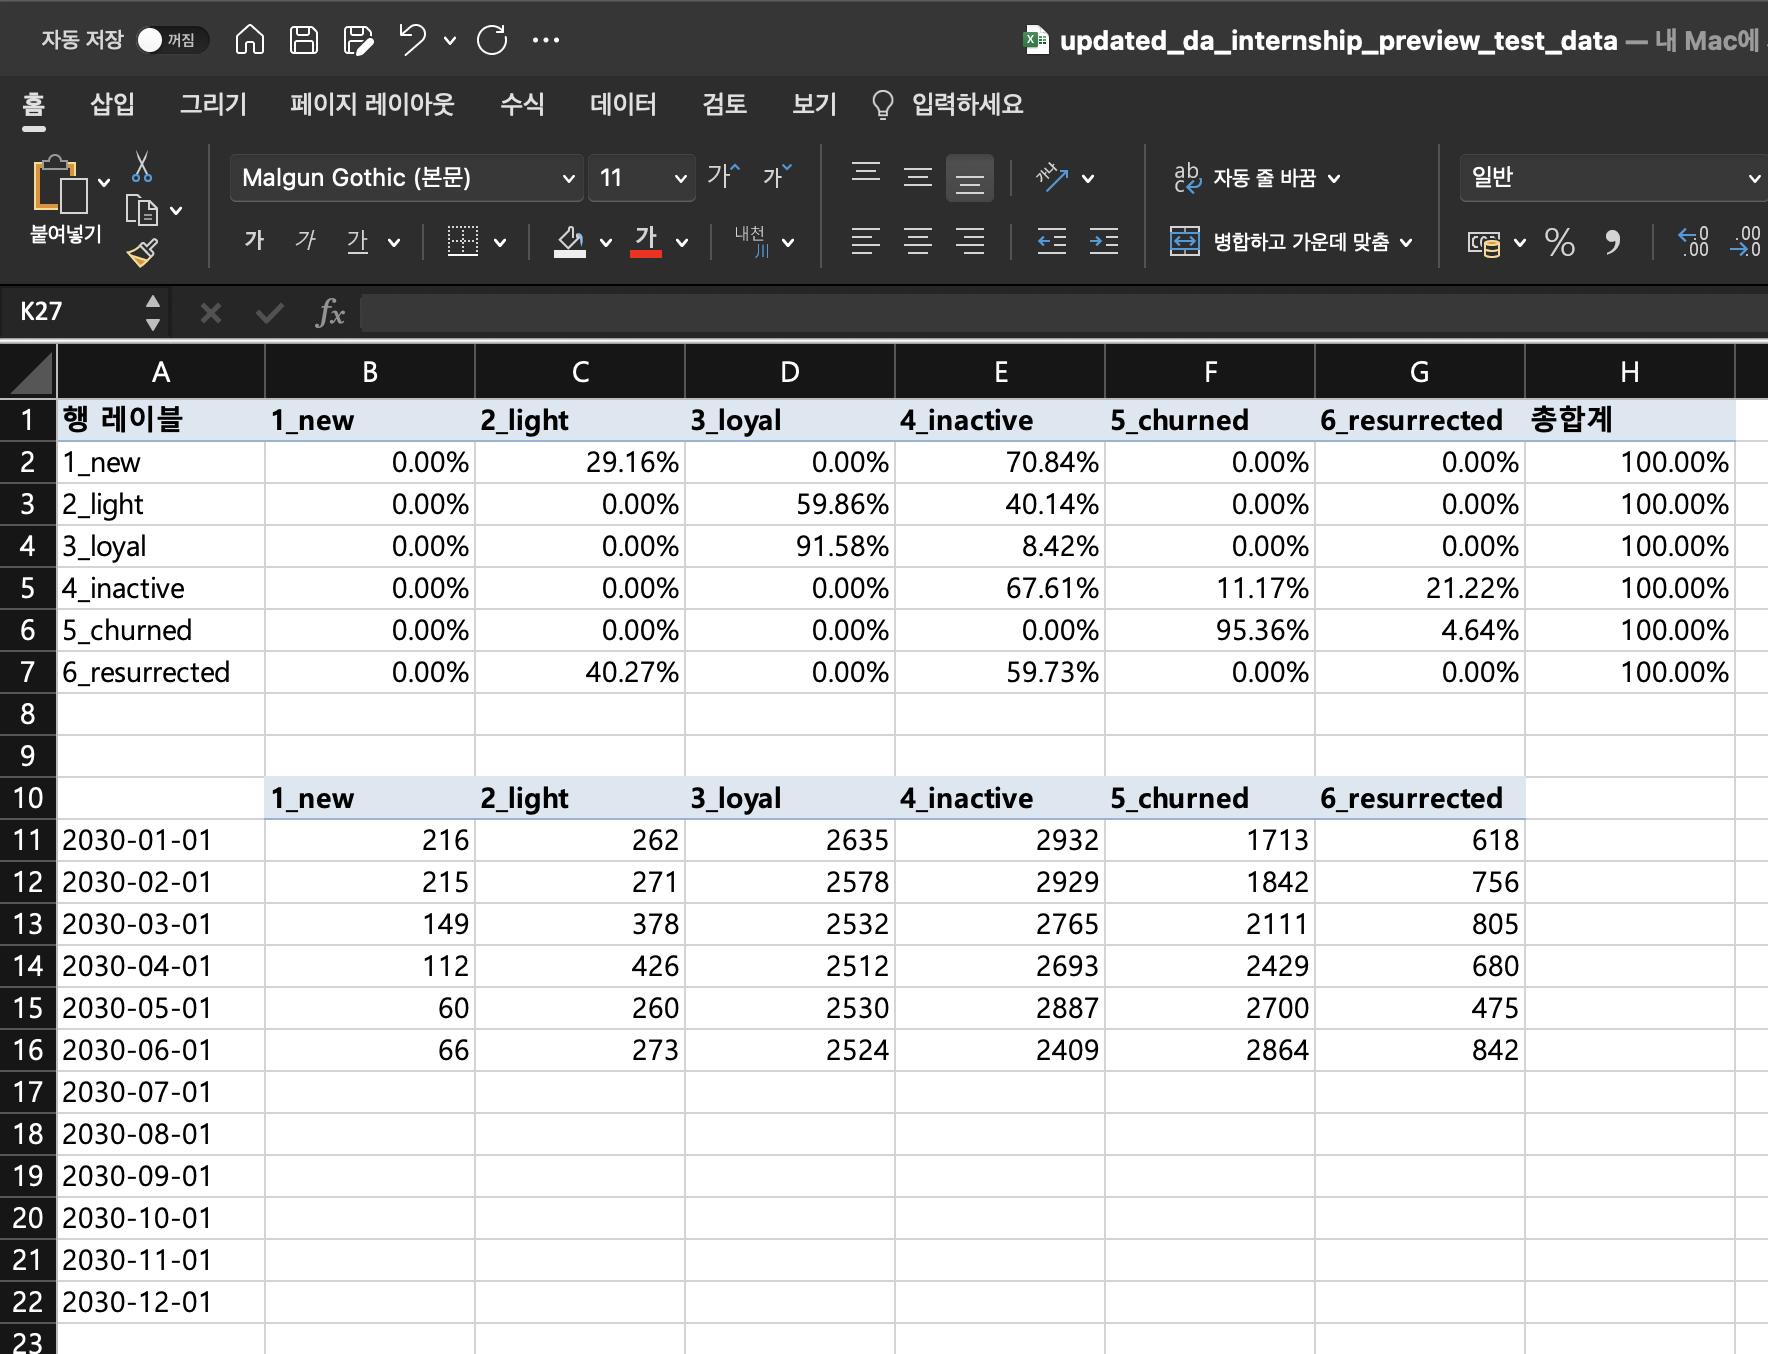 자동 저장 꺼짐 updated_da_internship_preview_test_data — 내 Mac에
홈 삽입 그리기 페이지 레이아웃 수식 데이터 검토 보기 입력하세요
붙여넣기 Malgun Gothic (본문) 11 가 가 자동 줄 바꿈 일반
가 가 가 가 내천 병합하고 가운데 맞춤 % .00 .00
K27 fx
A B C D E F G H
1 행 레이블 1_new 2_light 3_loyal 4_inactive 5_churned 6_resurrected 총합계
2 1_new 0.00% 29.16% 0.00% 70.84% 0.00% 0.00% 100.00%
3 2_light 0.00% 0.00% 59.86% 40.14% 0.00% 0.00% 100.00%
4 3_loyal 0.00% 0.00% 91.58% 8.42% 0.00% 0.00% 100.00%
5 4_inactive 0.00% 0.00% 0.00% 67.61% 11.17% 21.22% 100.00%
6 5_churned 0.00% 0.00% 0.00% 0.00% 95.36% 4.64% 100.00%
7 6_resurrected 0.00% 40.27% 0.00% 59.73% 0.00% 0.00% 100.00%
8
9
10 1_new 2_light 3_loyal 4_inactive 5_churned 6_resurrected
11 2030-01-01 216 262 2635 2932 1713 618
12 2030-02-01 215 271 2578 2929 1842 756
13 2030-03-01 149 378 2532 2765 2111 805
14 2030-04-01 112 426 2512 2693 2429 680
15 2030-05-01 60 260 2530 2887 2700 475
16 2030-06-01 66 273 2524 2409 2864 842
17 2030-07-01
18 2030-08-01
19 2030-09-01
20 2030-10-01
21 2030-11-01
22 2030-12-01
23